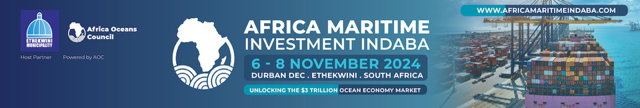 ETHEKWINI
MUNICIPALITY
Host Partner
Africa Oceans
Council
Powered by AOC
AFRICA MARITIME
INVESTMENT INDABA
6 - 8 NOVEMBER 2024
DURBAN DEC . ETHEKWINI . SOUTH AFRICA
UNLOCKING THE $3 TRILLION OCEAN ECONOMY MARKET
WWW.AFRICAMARITIMEINDABA.COM